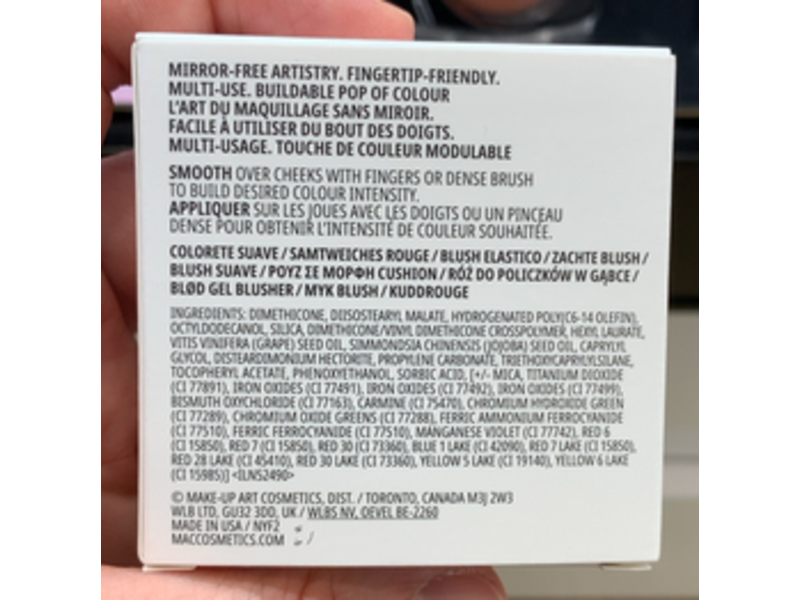 MIRROR-FREE ARTISTRY. FINGERTIP-FRIENDLY.
MULTI-USE. BUILDABLE POP OF COLOUR
L'ART DU MAQUILLAGE SANS MIROIR.
FACILE À UTILISER DU BOUT DES DOIGTS.
MULTI-USAGE. TOUCHE DE COULEUR MODULABLE
SMOOTH OVER CHEEKS WITH FINGERS OR DENSE BRUSH
TO BUILD DESIRED COLOUR INTENSITY.
APPLIQUER SUR LES JOUES AVEC LES DOIGTS OU UN PINCEAU
DENSE POUR OBTENIR L'INTENSITÉ DE COULEUR SOUHAITÉE.
COLORETE SUAVE / SAMTWEICHES ROUGE / BLUSH ELASTICO / ZACHTE BLUSH /
BLUSH SUAVE / ΡΟΥΖ ΣΕ ΜΟΡΦΗ CUSHION / RÓŻ DO POLICZKÓW W GĄBCE /
BLØD GEL BLUSHER / MYK BLUSH / KUDDROUGE
INGREDIENTS: DIMETHICONE, DIISOSTEARYL MALATE, HYDROGENATED POLY(C6-14 OLEFIN),
OCTYLDODECANOL, SILICA, DIMETHICONE/VINYL DIMETHICONE CROSSPOLYMER, HEXYL LAURATE,
VITIS VINIFERA (GRAPE) SEED OIL, SIMMONDSIA CHINENSIS (JOJOBA) SEED OIL, CAPRYLYL
GLYCOL, DISTEARDIMONIUM HECTORITE, PROPYLENE CARBONATE, TRIETHOXYCAPRYLYLSILANE,
TOCOPHERYL ACETATE, PHENOXYETHANOL, SORBIC ACID, [+/- MICA, TITANIUM DIOXIDE
(CI 77891), IRON OXIDES (CI 77491), IRON OXIDES (CI 77492), IRON OXIDES (CI 77499),
BISMUTH OXYCHLORIDE (CI 77163), CARMINE (CI 75470), CHROMIUM HYDROXIDE GREEN
(CI 77289), CHROMIUM OXIDE GREENS (CI 77288), FERRIC AMMONIUM FERROCYANIDE
(CI 77510), FERRIC FERROCYANIDE (CI 77510), MANGANESE VIOLET (CI 77742), RED 6
(CI 15850), RED 7 (CI 15850), RED 30 (CI 73360), BLUE 1 LAKE (CI 42090), RED 7 LAKE (CI 15850),
RED 28 LAKE (CI 45410), RED 30 LAKE (CI 73360), YELLOW 5 LAKE (CI 19140), YELLOW 6 LAKE
(CI 15985)] <ILN52490>
© MAKE-UP ART COSMETICS, DIST. / TORONTO, CANADA M3J 2W3
WLB LTD, GU32 3DD, UK / WLBS NV, OEVEL BE-2260
MADE IN USA / NYF2
MACCOSMETICS.COM